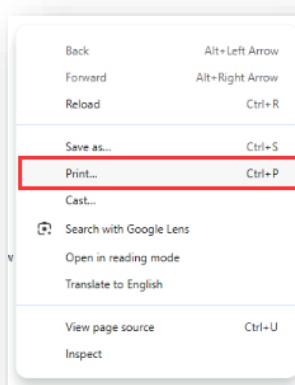 Back Alt+Left Arrow
Forward Alt+Right Arrow
Reload Ctrl+R
Save as... Ctrl+S
Print... Ctrl+P
Cast...
Search with Google Lens
Open in reading mode
Translate to English
View page source Ctrl+U
Inspect